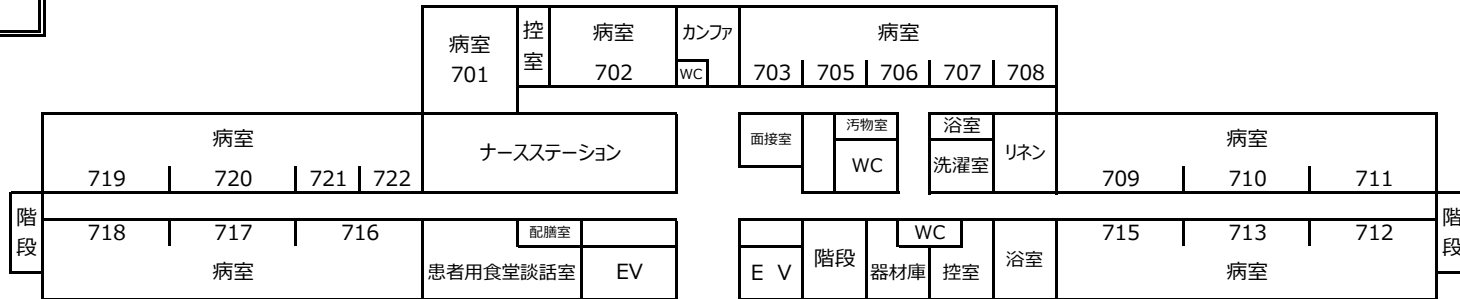 病室
701
控室
病室
702
カンファ
WC
病室
703 705 706 707 708
病室
719 720 721 722
ナースステーション
面接室
汚物室
WC
浴室
洗濯室
リネン
病室
709 710 711
階段
718 717 716
病室
配膳室
患者用食堂談話室
EV
E V
階段
WC
器材庫
控室
浴室
715 713 712
病室
階段